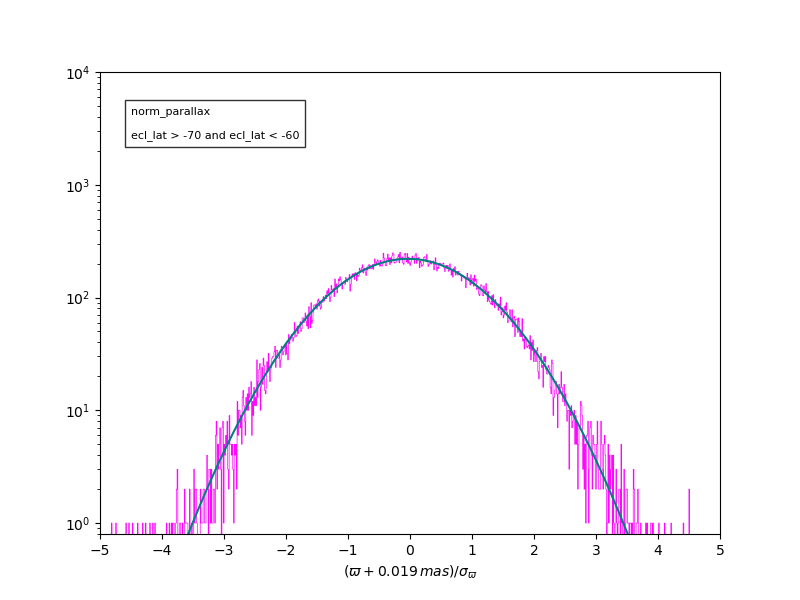 10⁴
10³
10²
10¹
10⁰
norm_parallax
ecl_lat > -70 and ecl_lat < -60
−5 −4 −3 −2 −1 0 1 2 3 4 5
(ϖ + 0.019 mas)/σ_ϖ